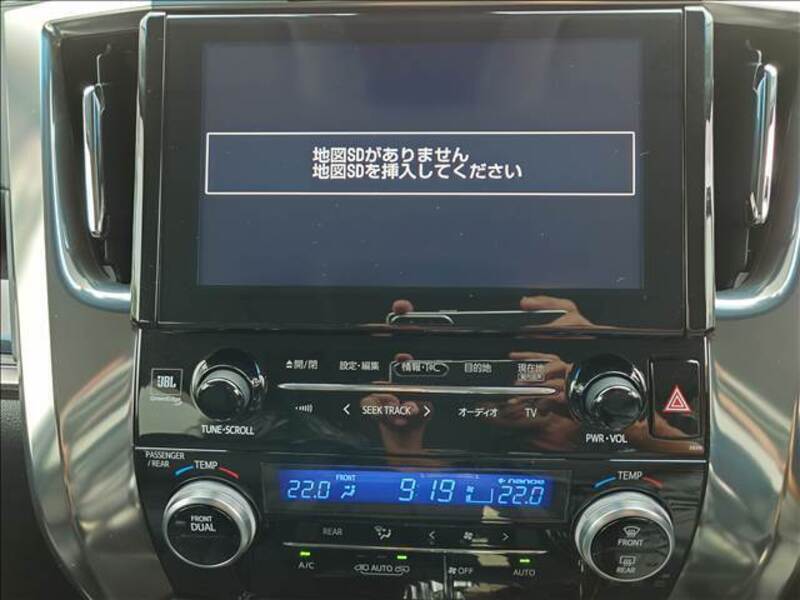 地図SDがありません
地図SDを挿入してください
JBL
GreenEdge
▲開/閉 設定・編集 情報・T&C 目的地 現在地
SEEK TRACK オーディオ TV
TUNE・SCROLL
PWR・VOL
PASSENGER
/REAR
TEMP
FRONT
22.0 9:19 nanoe 22.0
TEMP
FRONT
DUAL
REAR
FRONT
REAR
A/C AUTO OFF AUTO